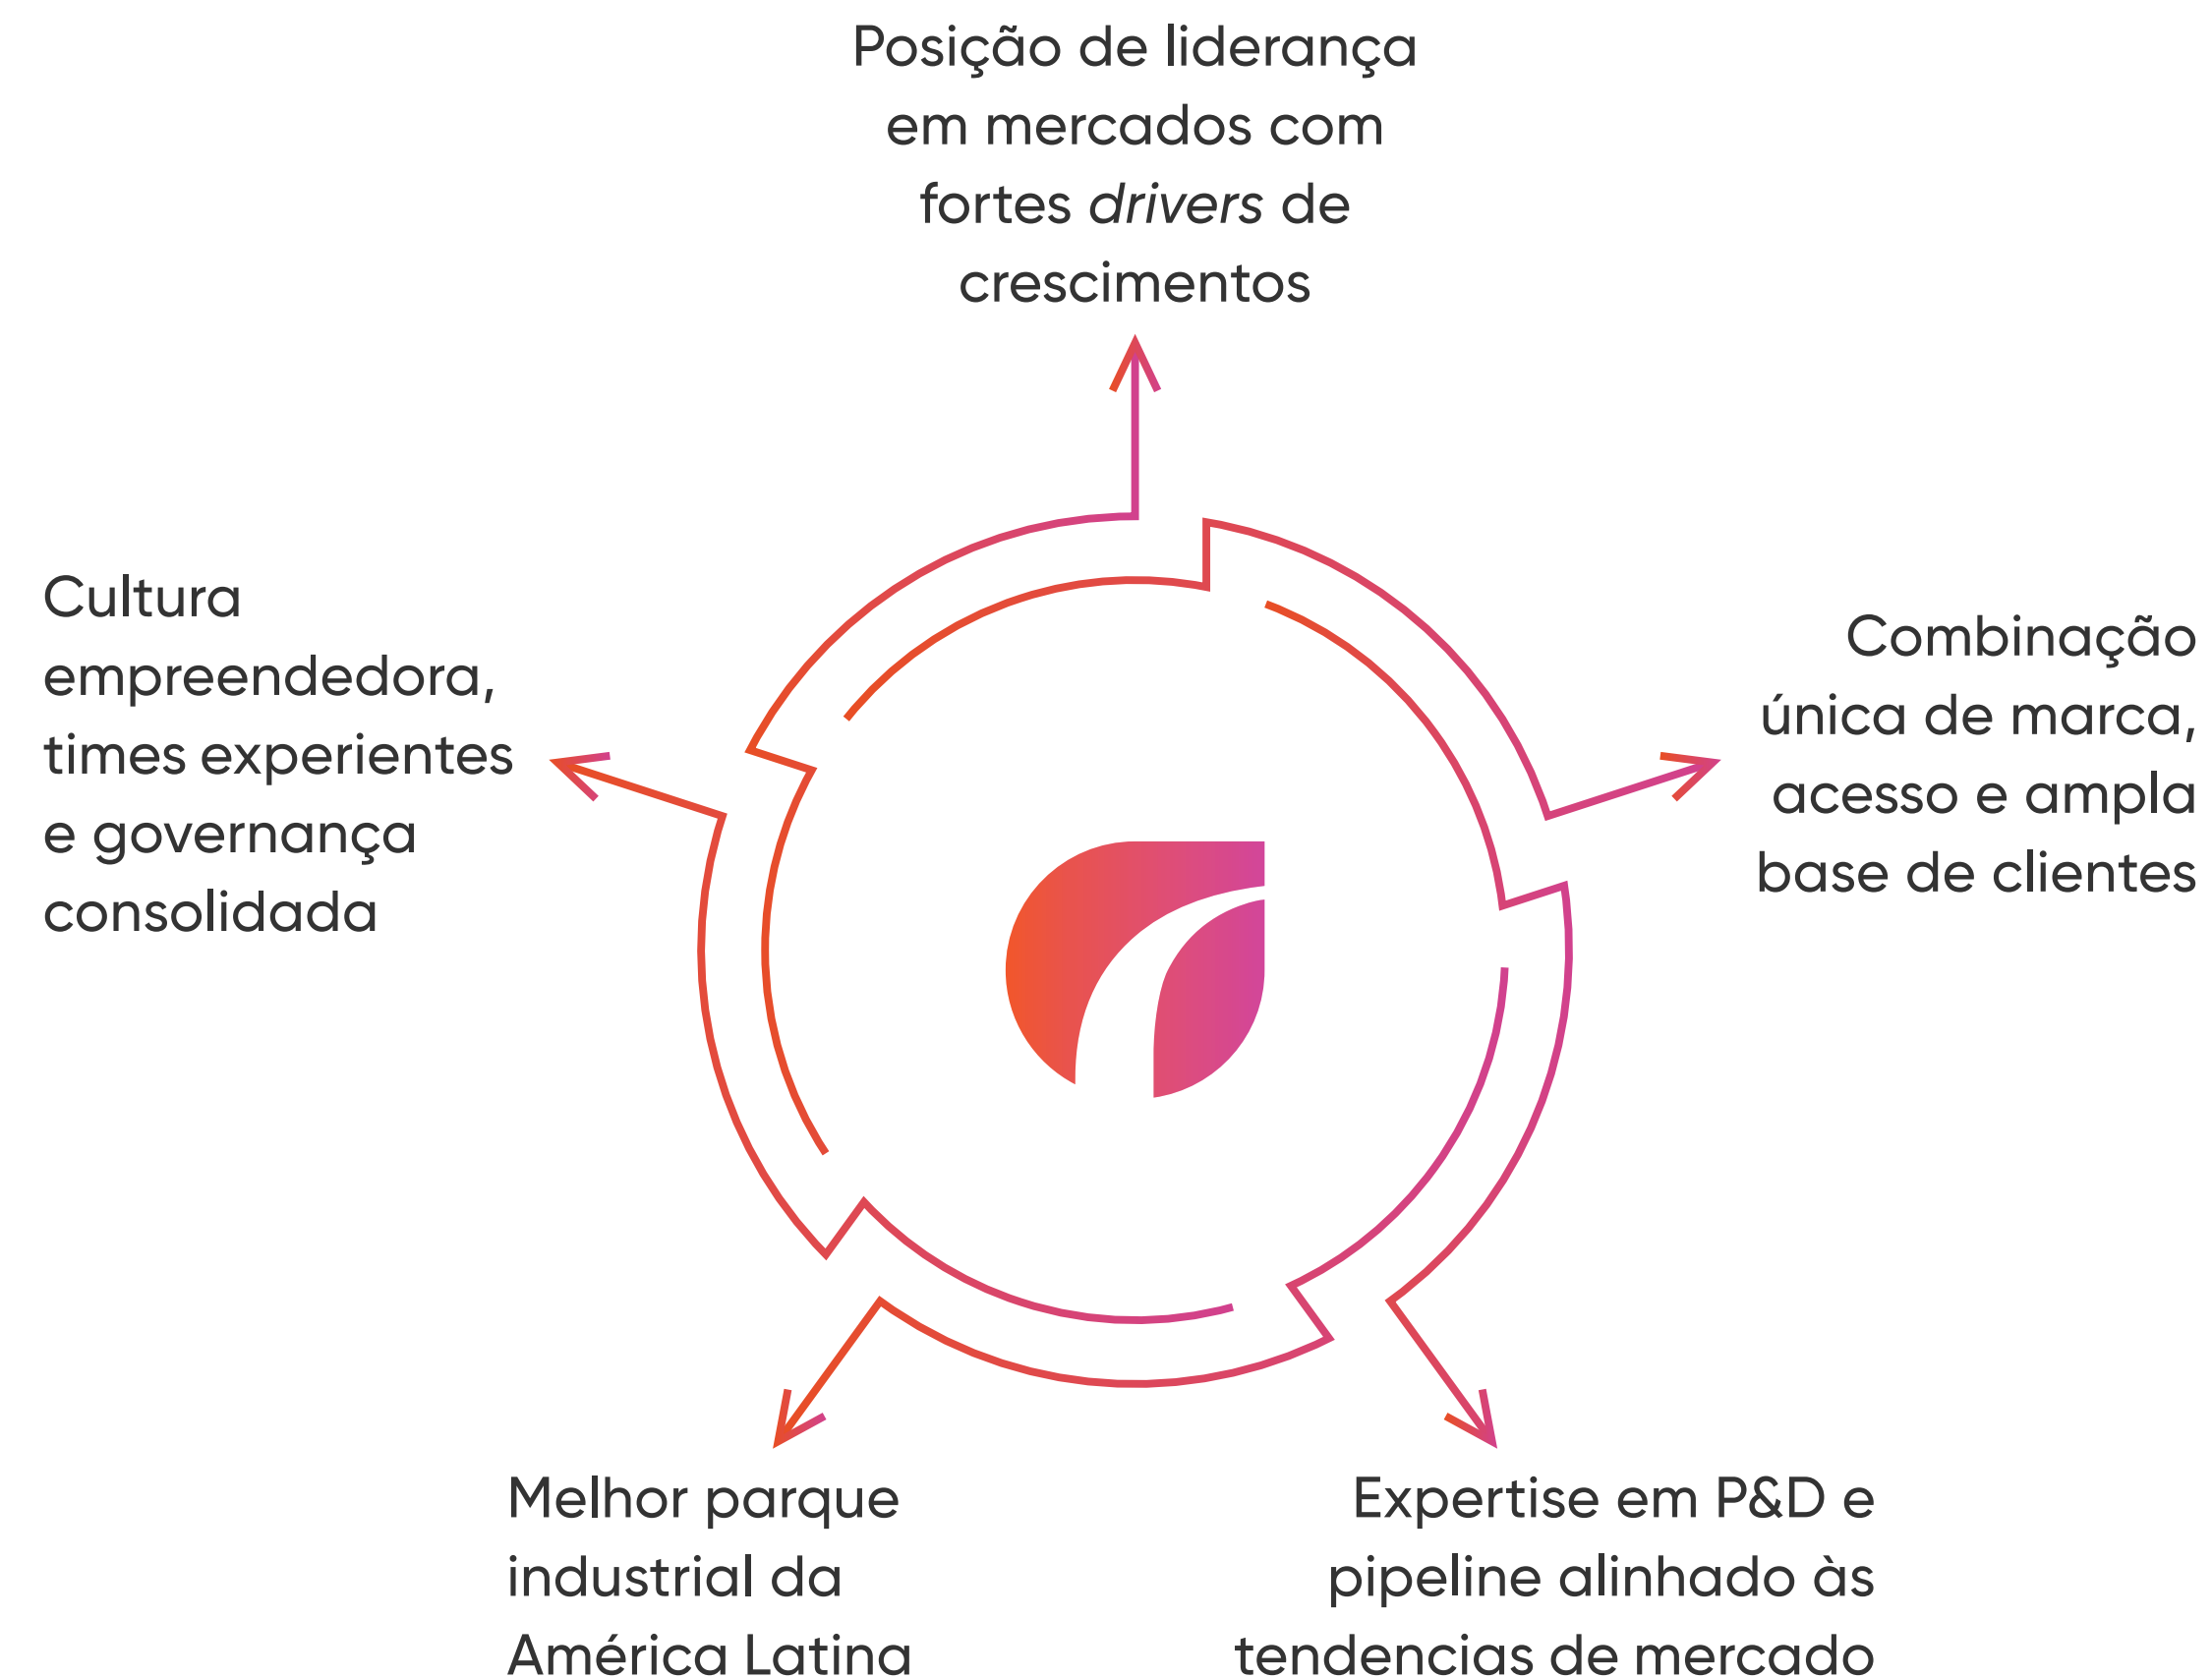 Posição de liderança
em mercados com
fortes drivers de
crescimentos
Cultura
empreendedora,
times experientes
e governança
consolidada
Combinação
única de marca,
acesso e ampla
base de clientes
Melhor parque
industrial da
América Latina
Expertise em P&D e
pipeline alinhado às
tendencias de mercado